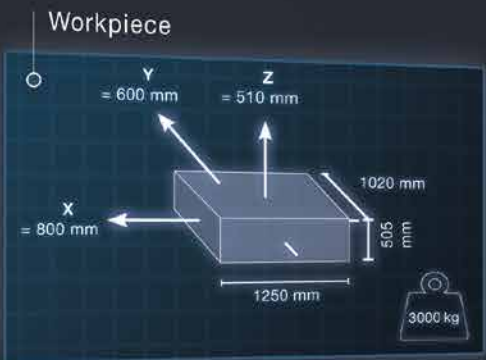 Workpiece
Y
= 600 mm
Z
= 510 mm
X
= 800 mm
1020 mm
505
mm
1250 mm
3000 kg